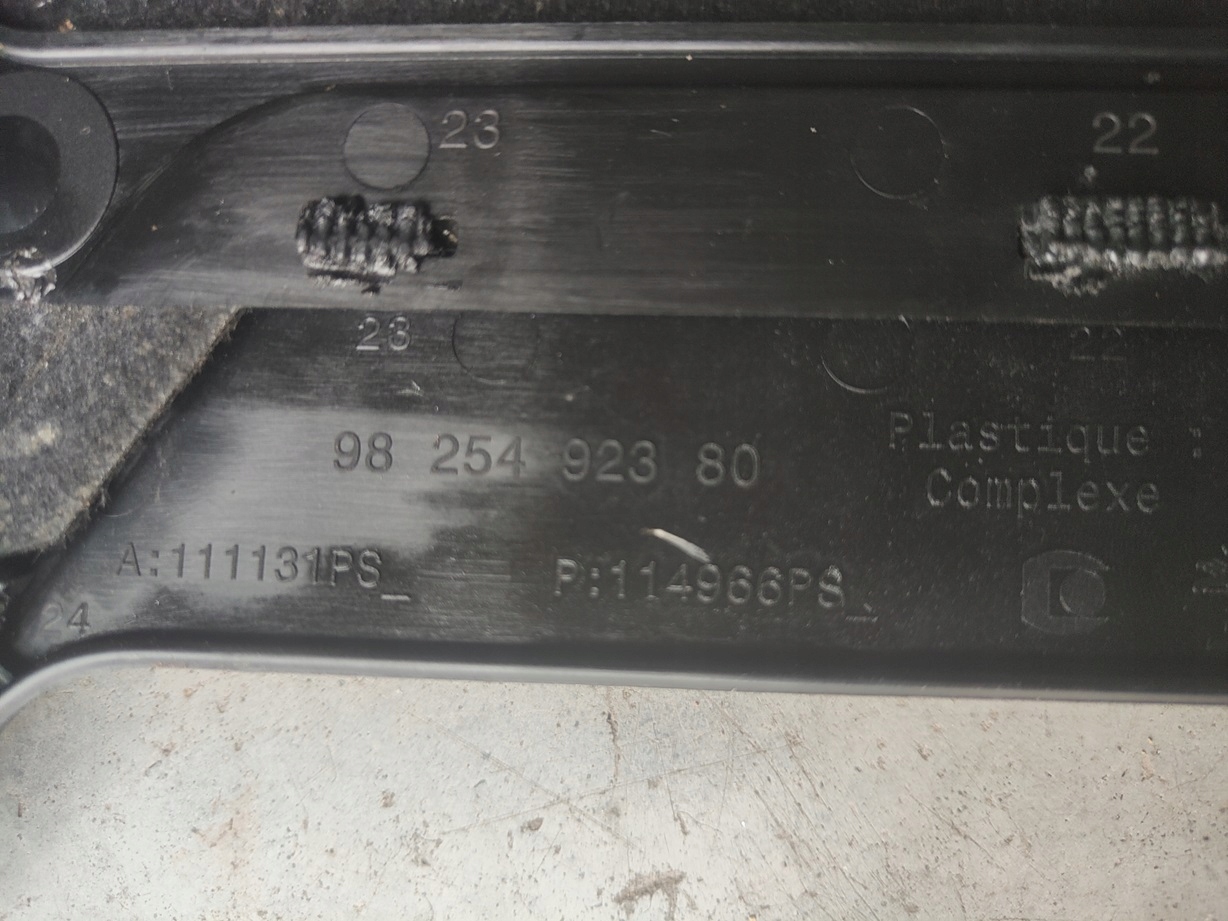 23
22
23
22
98 254 923 80
Plastique :
Complexe
A:111131PS_
P:114966PS_
24